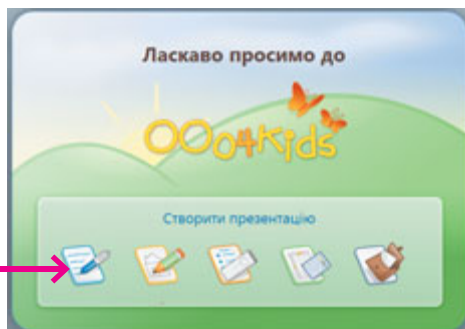 Ласкаво просимо до
OOo4Kids
Створити презентацію